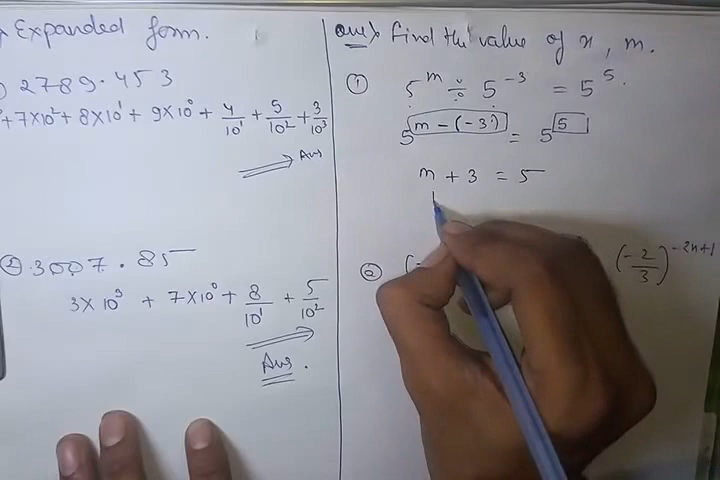 Expanded form.
2789.453
+7×10² + 8×10¹ + 9×10⁰ + 4/10¹ + 5/10² + 3/10³
Ans
② 3007.85
3×10³ + 7×10⁰ + 8/10¹ + 5/10²
Ans.
Ques) find the value of x, m.
① 5^m ÷ 5^-3 = 5^5.
5^m-(-3) = 5^5
m + 3 = 5
② (-2/3)^-2x+1